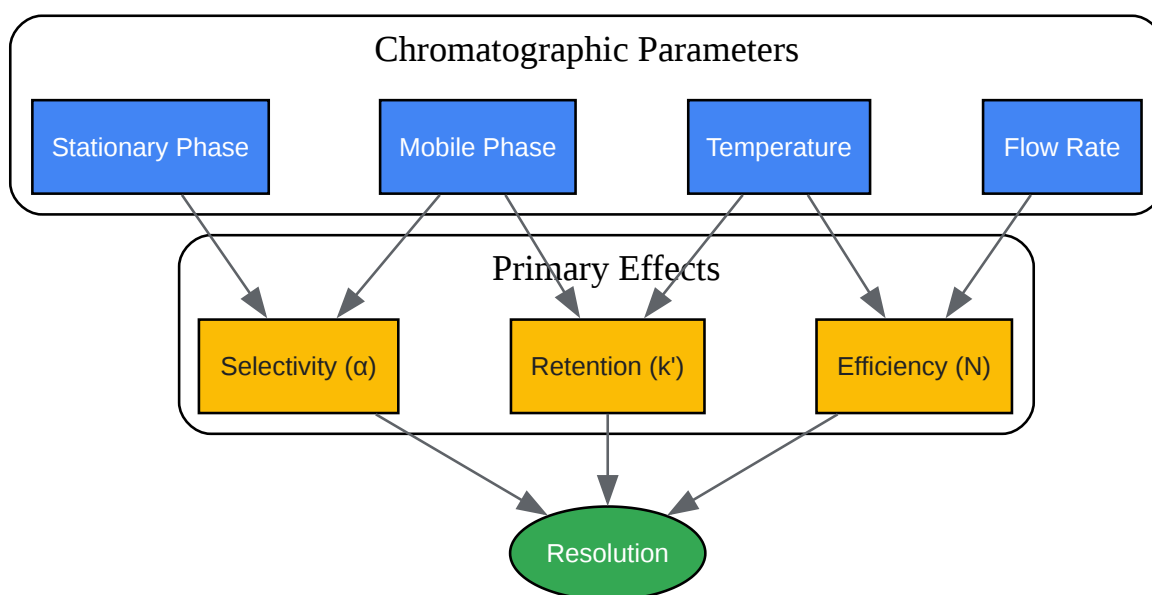 Chromatographic Parameters
Stationary Phase
Mobile Phase
Temperature
Flow Rate
Primary Effects
Selectivity (α)
Retention (k')
Efficiency (N)
Resolution